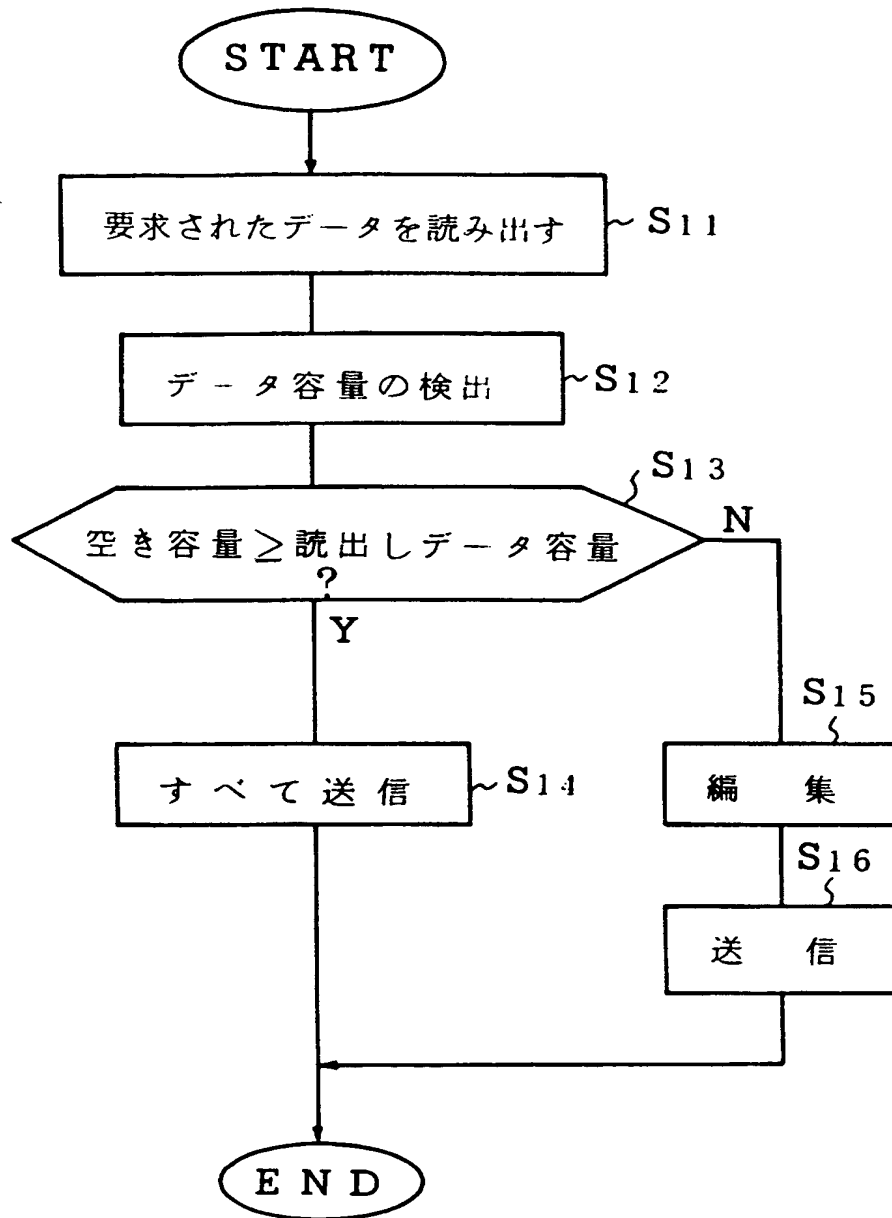 START
要求されたデータを読み出す
S11
データ容量の検出
S12
S13
空き容量≧読出しデータ容量
?
N
Y
S15
すべて送信
S14
編 集
S16
送 信
END